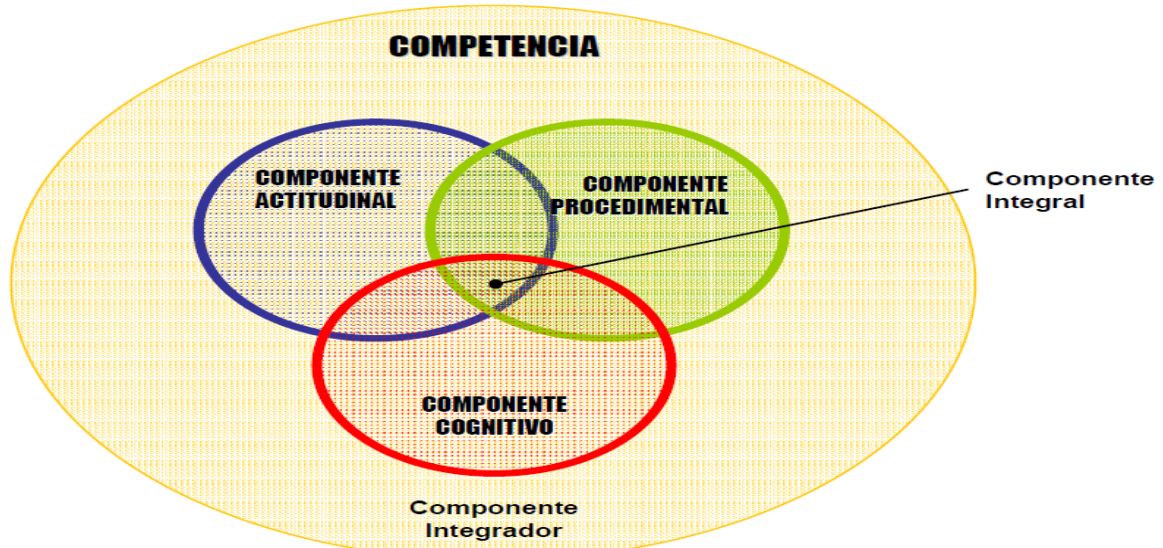 COMPETENCIA
COMPONENTE
ACTITUDINAL
COMPONENTE
PROCEDIMENTAL
Componente
Integral
COMPONENTE
COGNITIVO
Componente
Integrador